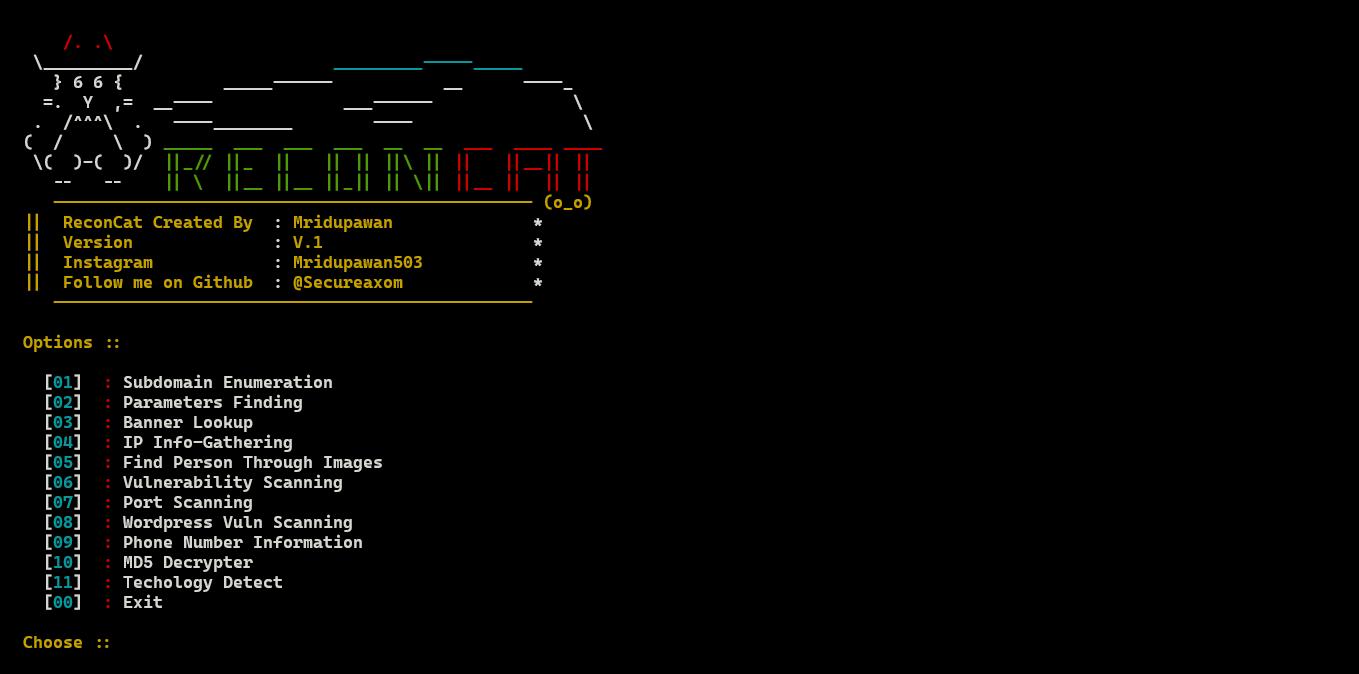 RECONCAT
(o_o)
|| ReconCat Created By : Mridupawan *
|| Version : V.1 *
|| Instagram : Mridupawan503 *
|| Follow me on Github : @Secureaxom *
Options ::
[01] : Subdomain Enumeration
[02] : Parameters Finding
[03] : Banner Lookup
[04] : IP Info-Gathering
[05] : Find Person Through Images
[06] : Vulnerability Scanning
[07] : Port Scanning
[08] : Wordpress Vuln Scanning
[09] : Phone Number Information
[10] : MD5 Decrypter
[11] : Techology Detect
[00] : Exit
Choose ::